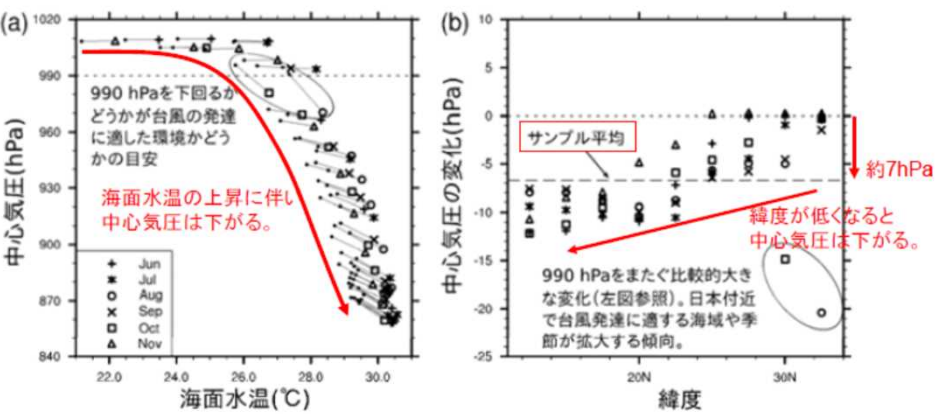 (a)
1020
990
960
930
900
870
840
990 hPaを下回るか
どうかが台風の発達
に適した環境かどう
かの目安
海面水温の上昇に伴い
中心気圧は下がる。
Jun
Jul
Aug
Sep
Oct
Nov
22.0
24.0
26.0
28.0
30.0
海面水温(℃)
中心気圧(hPa)
(b)
10
5
0
-5
-10
-15
-20
-25
サンプル平均
約7hPa
緯度が低くなると
中心気圧は下がる。
990 hPaをまたぐ比較的大き
な変化(左図参照)。日本付近
で台風発達に適する海域や季
節が拡大する傾向。
20N
30N
緯度
中心気圧の変化(hPa)